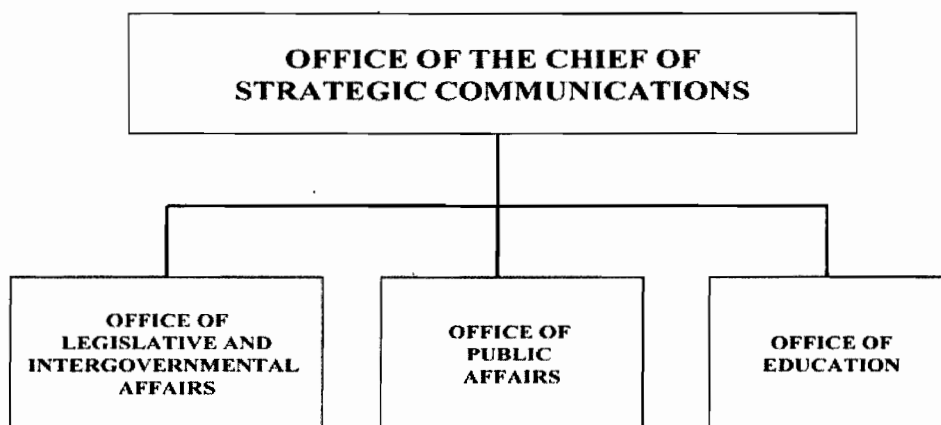 OFFICE OF THE CHIEF OF
STRATEGIC COMMUNICATIONS
OFFICE OF
LEGISLATIVE AND
INTERGOVERNMENTAL
AFFAIRS
OFFICE OF
PUBLIC
AFFAIRS
OFFICE OF
EDUCATION